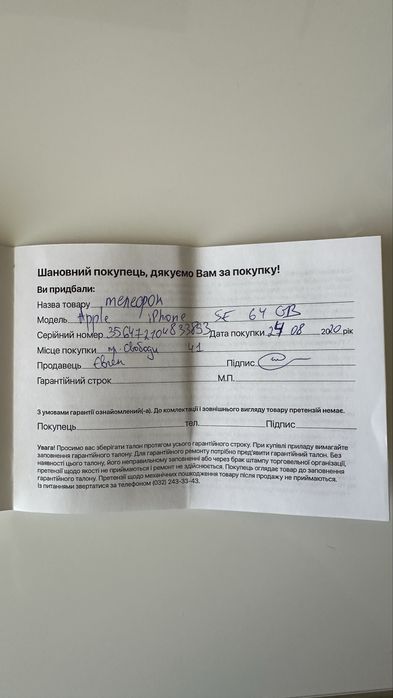 Шановний покупець, дякуємо Вам за покупку!
Ви придбали:
Назва товару телефон
Модель Apple iPhone SE 64 GB
Серійний номер 356472104833853 Дата покупки 24 08 2020 рік
Місце покупки пр. Свободи 41
Продавець Євген Підпис
Гарантійний строк М.П.
З умовами гарантії ознайомлений(-а). До комлектації і зовнішнього вигляду товару претензій немає.
Покупець тел. Підпис
Увага! Просимо вас зберігати талон протягом усього гарантійного строку. При купівлі приладу вимагайте
заповнення гарантійного талону. Для гарантійного ремонту потрібно пред'явити гарантійний талон. Без
наявності цього талону, його неправильному заповненні або через брак штампу торговельної організації,
претензії щодо якості не приймаються і ремонт не здійснюється. Покупець оглядає товар до заповнення
гарантійного талону. Претензії щодо механічних пошкодження товару після продажу не приймаються.
Із питаннями звертатися за телефоном (032) 243-33-43.